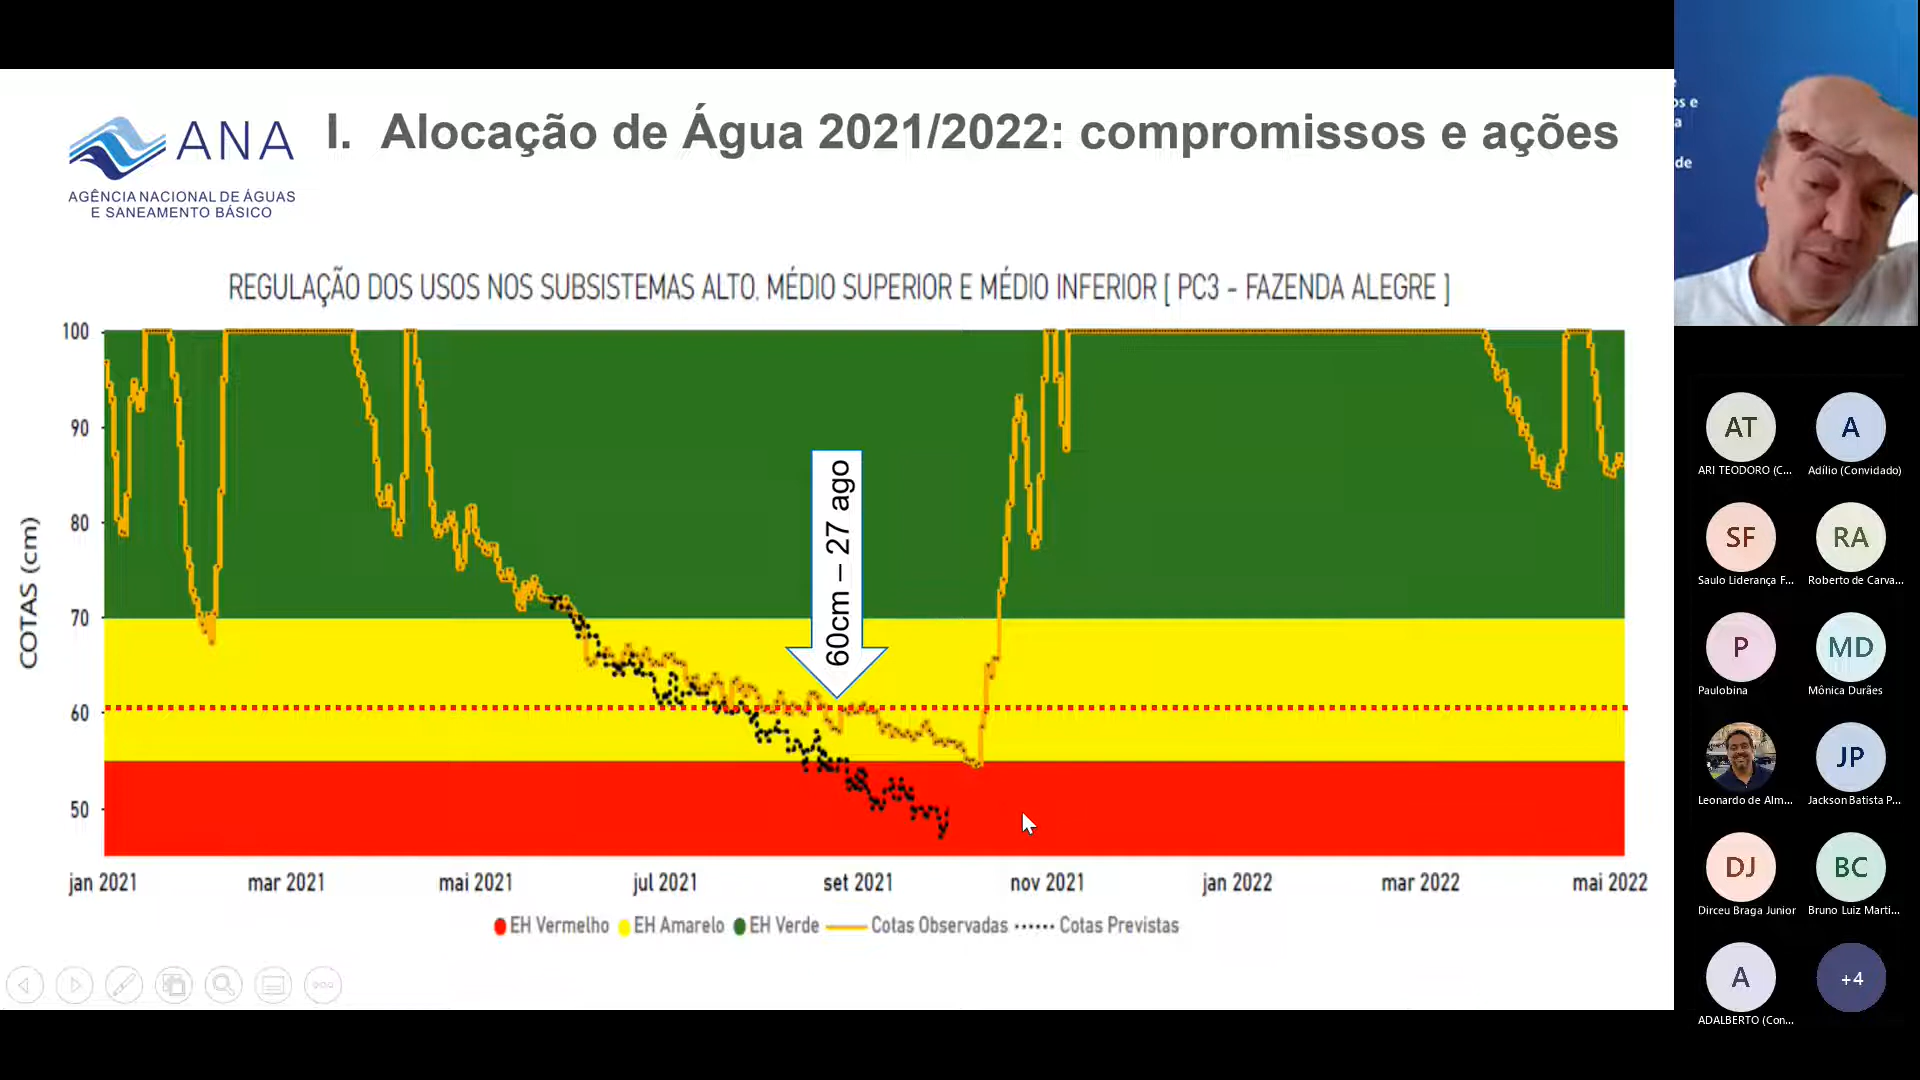 ANA
AGÊNCIA NACIONAL DE ÁGUAS
E SANEAMENTO BÁSICO
I. Alocação de Água 2021/2022: compromissos e ações
REGULAÇÃO DOS USOS NOS SUBSISTEMAS ALTO, MÉDIO SUPERIOR E MÉDIO INFERIOR [ PC3 - FAZENDA ALEGRE ]
COTAS (cm)
100
90
80
70
60
50
60cm – 27 ago
jan 2021
mar 2021
mai 2021
jul 2021
set 2021
nov 2021
jan 2022
mar 2022
mai 2022
EH Vermelho
EH Amarelo
EH Verde
Cotas Observadas
Cotas Previstas
os e
a
de
AT
ARI TEODORO (C...
A
Adílio (Convidado)
SF
Saulo Liderança F...
RA
Roberto de Carva...
P
Paulobina
MD
Mônica Durães
Leonardo de Alm...
JP
Jackson Batista P...
DJ
Dirceu Braga Junior
BC
Bruno Luiz Marti...
A
ADALBERTO (Con...
+4